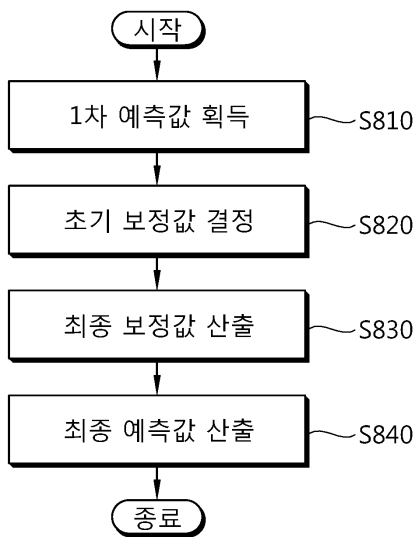 시작
1차 예측값 획득
S810
초기 보정값 결정
S820
최종 보정값 산출
S830
최종 예측값 산출
S840
종료